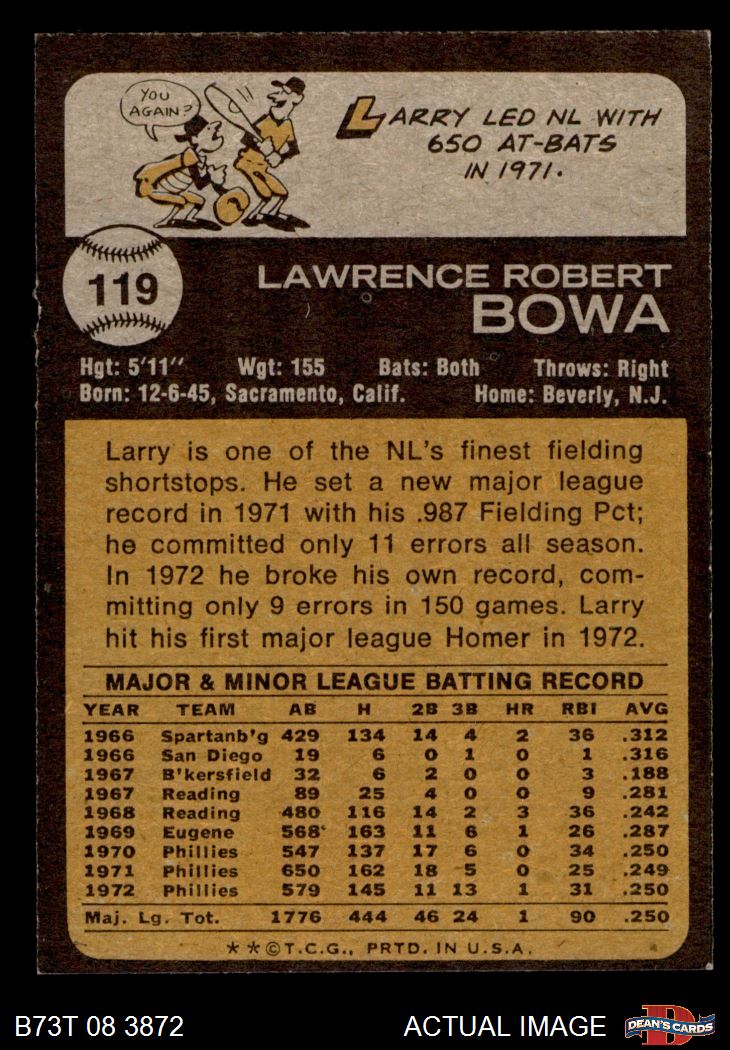 YOU
AGAIN?
LARRY LED NL WITH
650 AT-BATS
IN 1971.
119
LAWRENCE ROBERT
BOWA
Hgt: 5'11" Wgt: 155 Bats: Both Throws: Right
Born: 12-6-45, Sacramento, Calif. Home: Beverly, N.J.
Larry is one of the NL's finest fielding
shortstops. He set a new major league
record in 1971 with his .987 Fielding Pct;
he committed only 11 errors all season.
In 1972 he broke his own record, com-
mitting only 9 errors in 150 games. Larry
hit his first major league Homer in 1972.
MAJOR & MINOR LEAGUE BATTING RECORD
YEAR TEAM AB H 2B 3B HR RBI AVG
1966 Spartanb'g 429 134 14 4 2 36 .312
1966 San Diego 19 6 0 1 0 1 .316
1967 B'kersfield 32 6 2 0 0 3 .188
1967 Reading 89 25 4 0 0 9 .281
1968 Reading 480 116 14 2 3 36 .242
1969 Eugene 568 163 11 6 1 26 .287
1970 Phillies 547 137 17 6 0 34 .250
1971 Phillies 650 162 18 5 0 25 .249
1972 Phillies 579 145 11 13 1 31 .250
Maj. Lg. Tot. 1776 444 46 24 1 90 .250
* * © T.C.G., PRTD. IN U.S.A.
B73T 08 3872 ACTUAL IMAGE DEAN'S CARDS